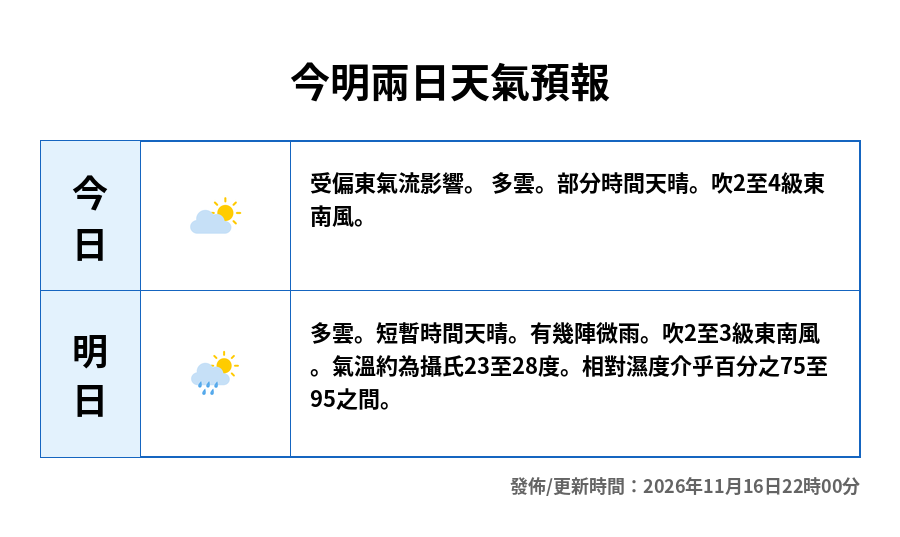 今明兩日天氣預報
今
日
受偏東氣流影響。 多雲。部分時間天晴。吹2至4級東
南風。
明
日
多雲。短暫時間天晴。有幾陣微雨。吹2至3級東南風
。氣溫約為攝氏23至28度。相對濕度介乎百分之75至
95之間。
發佈/更新時間：2026年11月16日22時00分